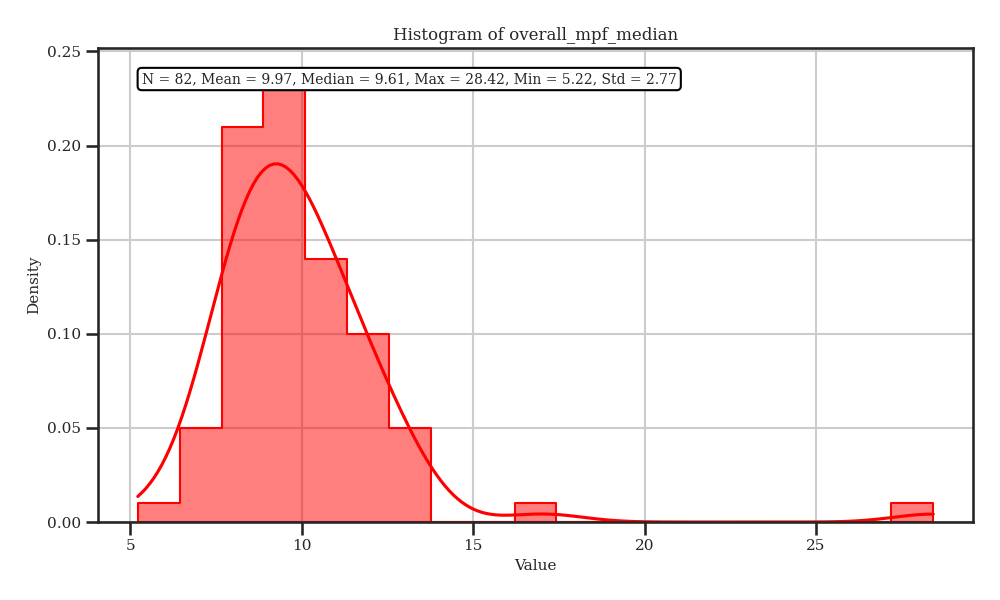 Histogram of overall_mpf_median
N = 82, Mean = 9.97, Median = 9.61, Max = 28.42, Min = 5.22, Std = 2.77
0.25
0.20
0.15
0.10
0.05
0.00
Density
5 10 15 20 25
Value